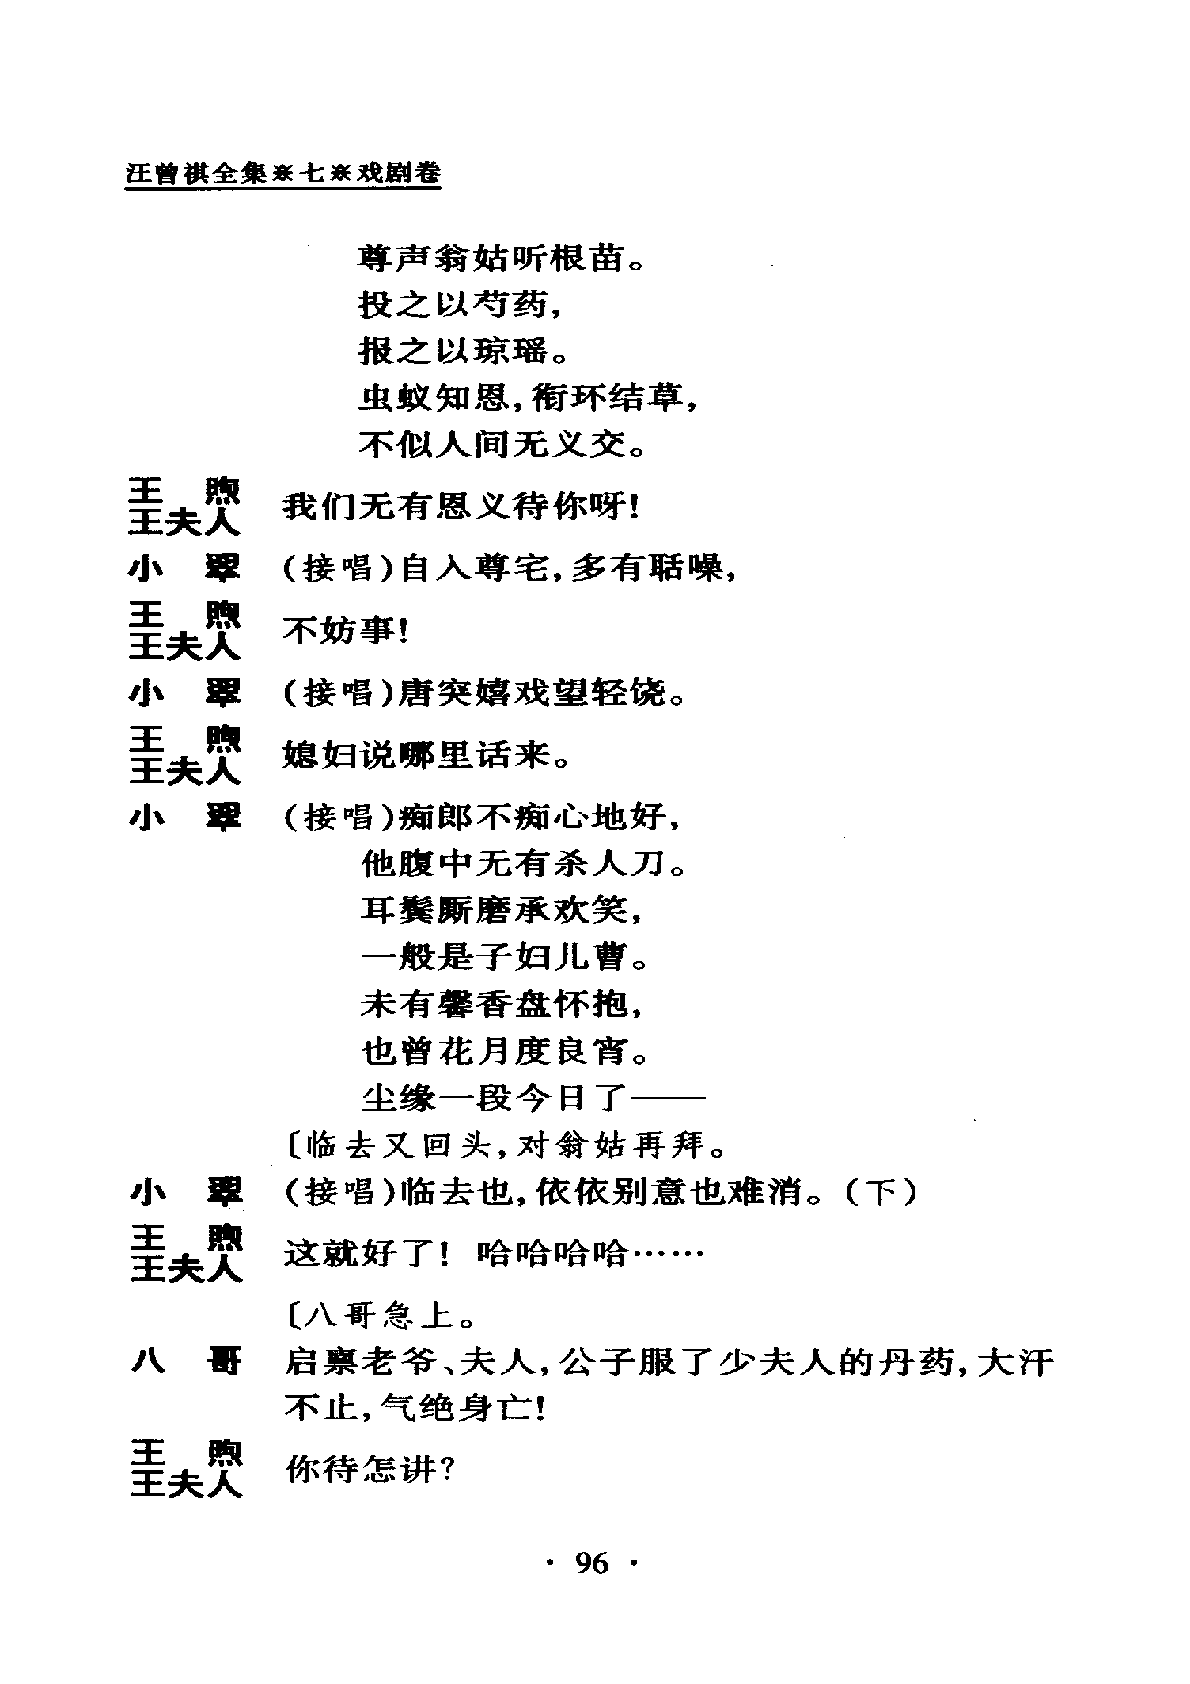 汪曾祺全集※七※戏剧卷
尊声翁姑听根苗。
投之以芍药，
报之以琼瑶。
虫蚁知恩，衔环结草，
不似人间无义交。
王　煦
王夫人　我们无有恩义待你呀！
小　翠　（接唱）自入尊宅，多有聒噪，
王　煦
王夫人　不妨事！
小　翠　（接唱）唐突嬉戏望轻饶。
王　煦
王夫人　媳妇说哪里话来。
小　翠　（接唱）痴郎不痴心地好，
他腹中无有杀人刀。
耳鬓厮磨承欢笑，
一般是子妇儿曹。
未有馨香盘怀抱，
也曾花月度良宵。
尘缘一段今日了——
〔临去又回头，对翁姑再拜。
小　翠　（接唱）临去也，依依别意也难消。（下）
王　煦
王夫人　这就好了！哈哈哈哈……
〔八哥急上。
八　哥　启禀老爷、夫人，公子服了少夫人的丹药，大汗
不止，气绝身亡！
王　煦
王夫人　你待怎讲？
· 96 ·